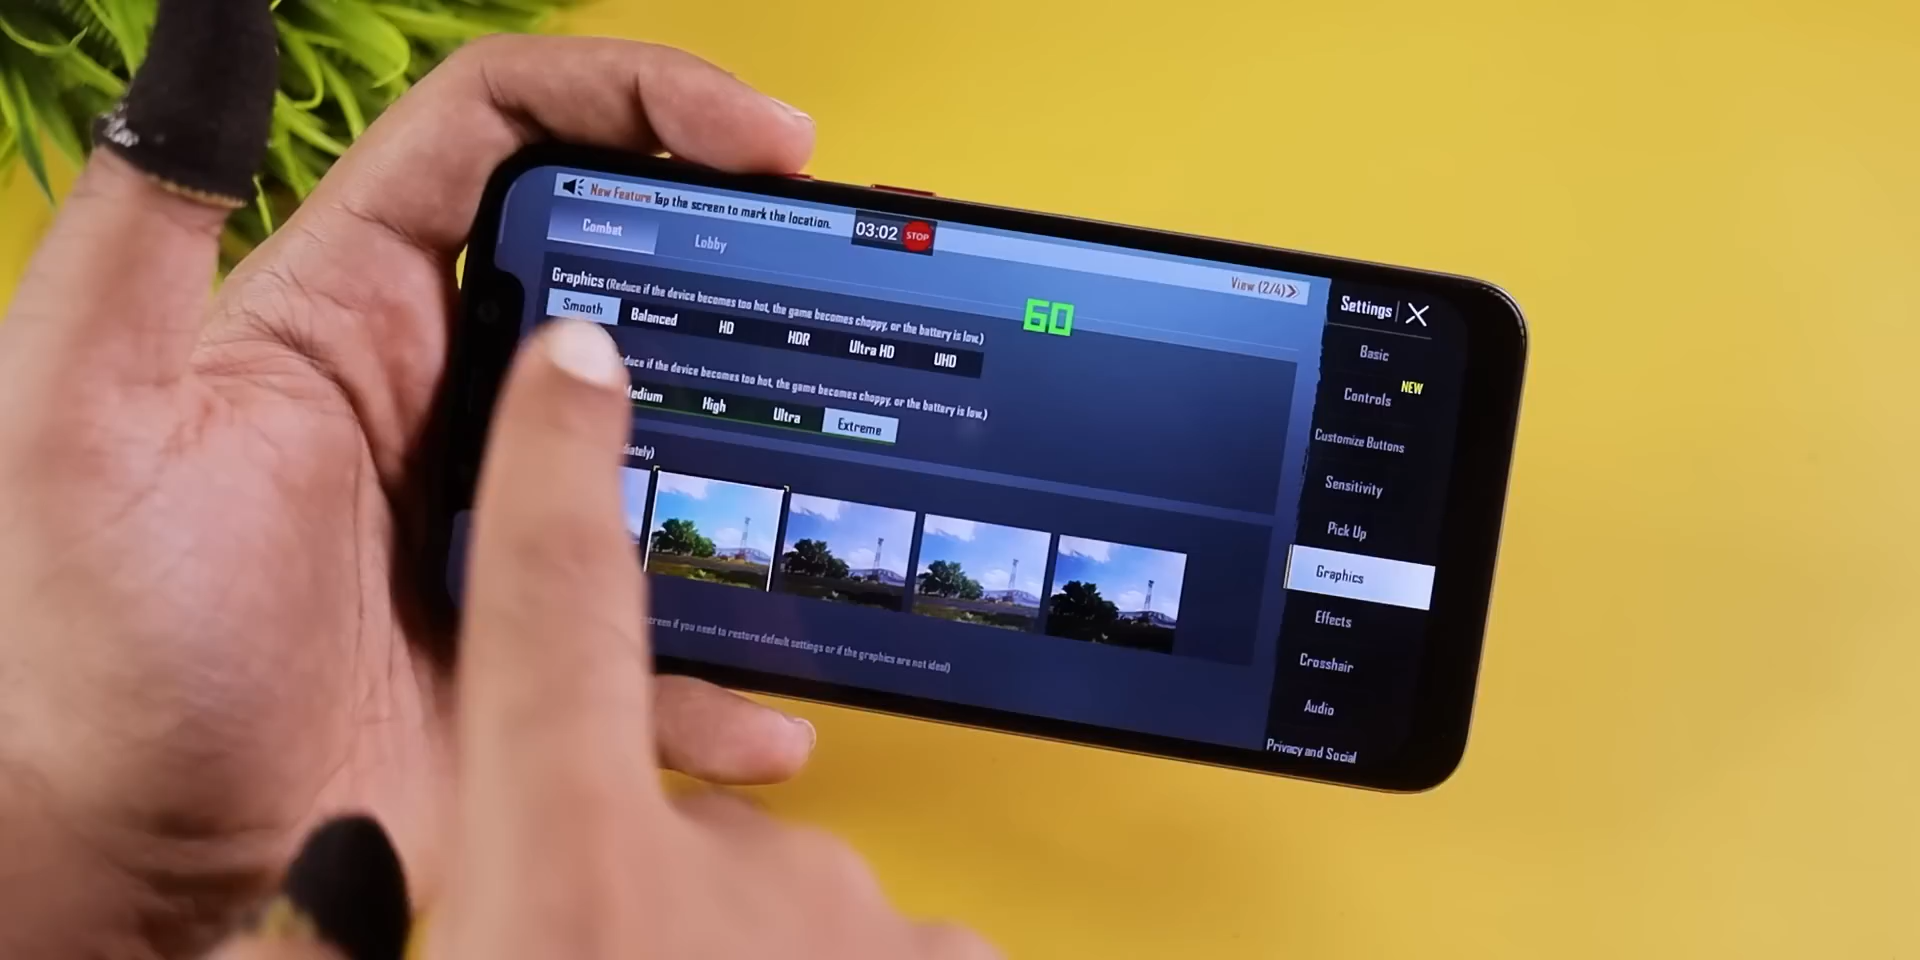 New Feature Tap the screen to mark the location.
03:02 STOP
View (2/4)
Combat
Lobby
Graphics (Reduce if the device becomes too hot, the game becomes choppy, or the battery is low.)
60
Smooth Balanced HD HDR Ultra HD UHD
if the device becomes too hot, the game becomes choppy, or the battery is low.)
High Ultra Extreme
screen if you need to restore default settings or if the graphics are not ideal)
Settings
Basic
NEW
Controls
Customize Buttons
Sensitivity
Pick Up
Graphics
Effects
Crosshair
Audio
Privacy and Social